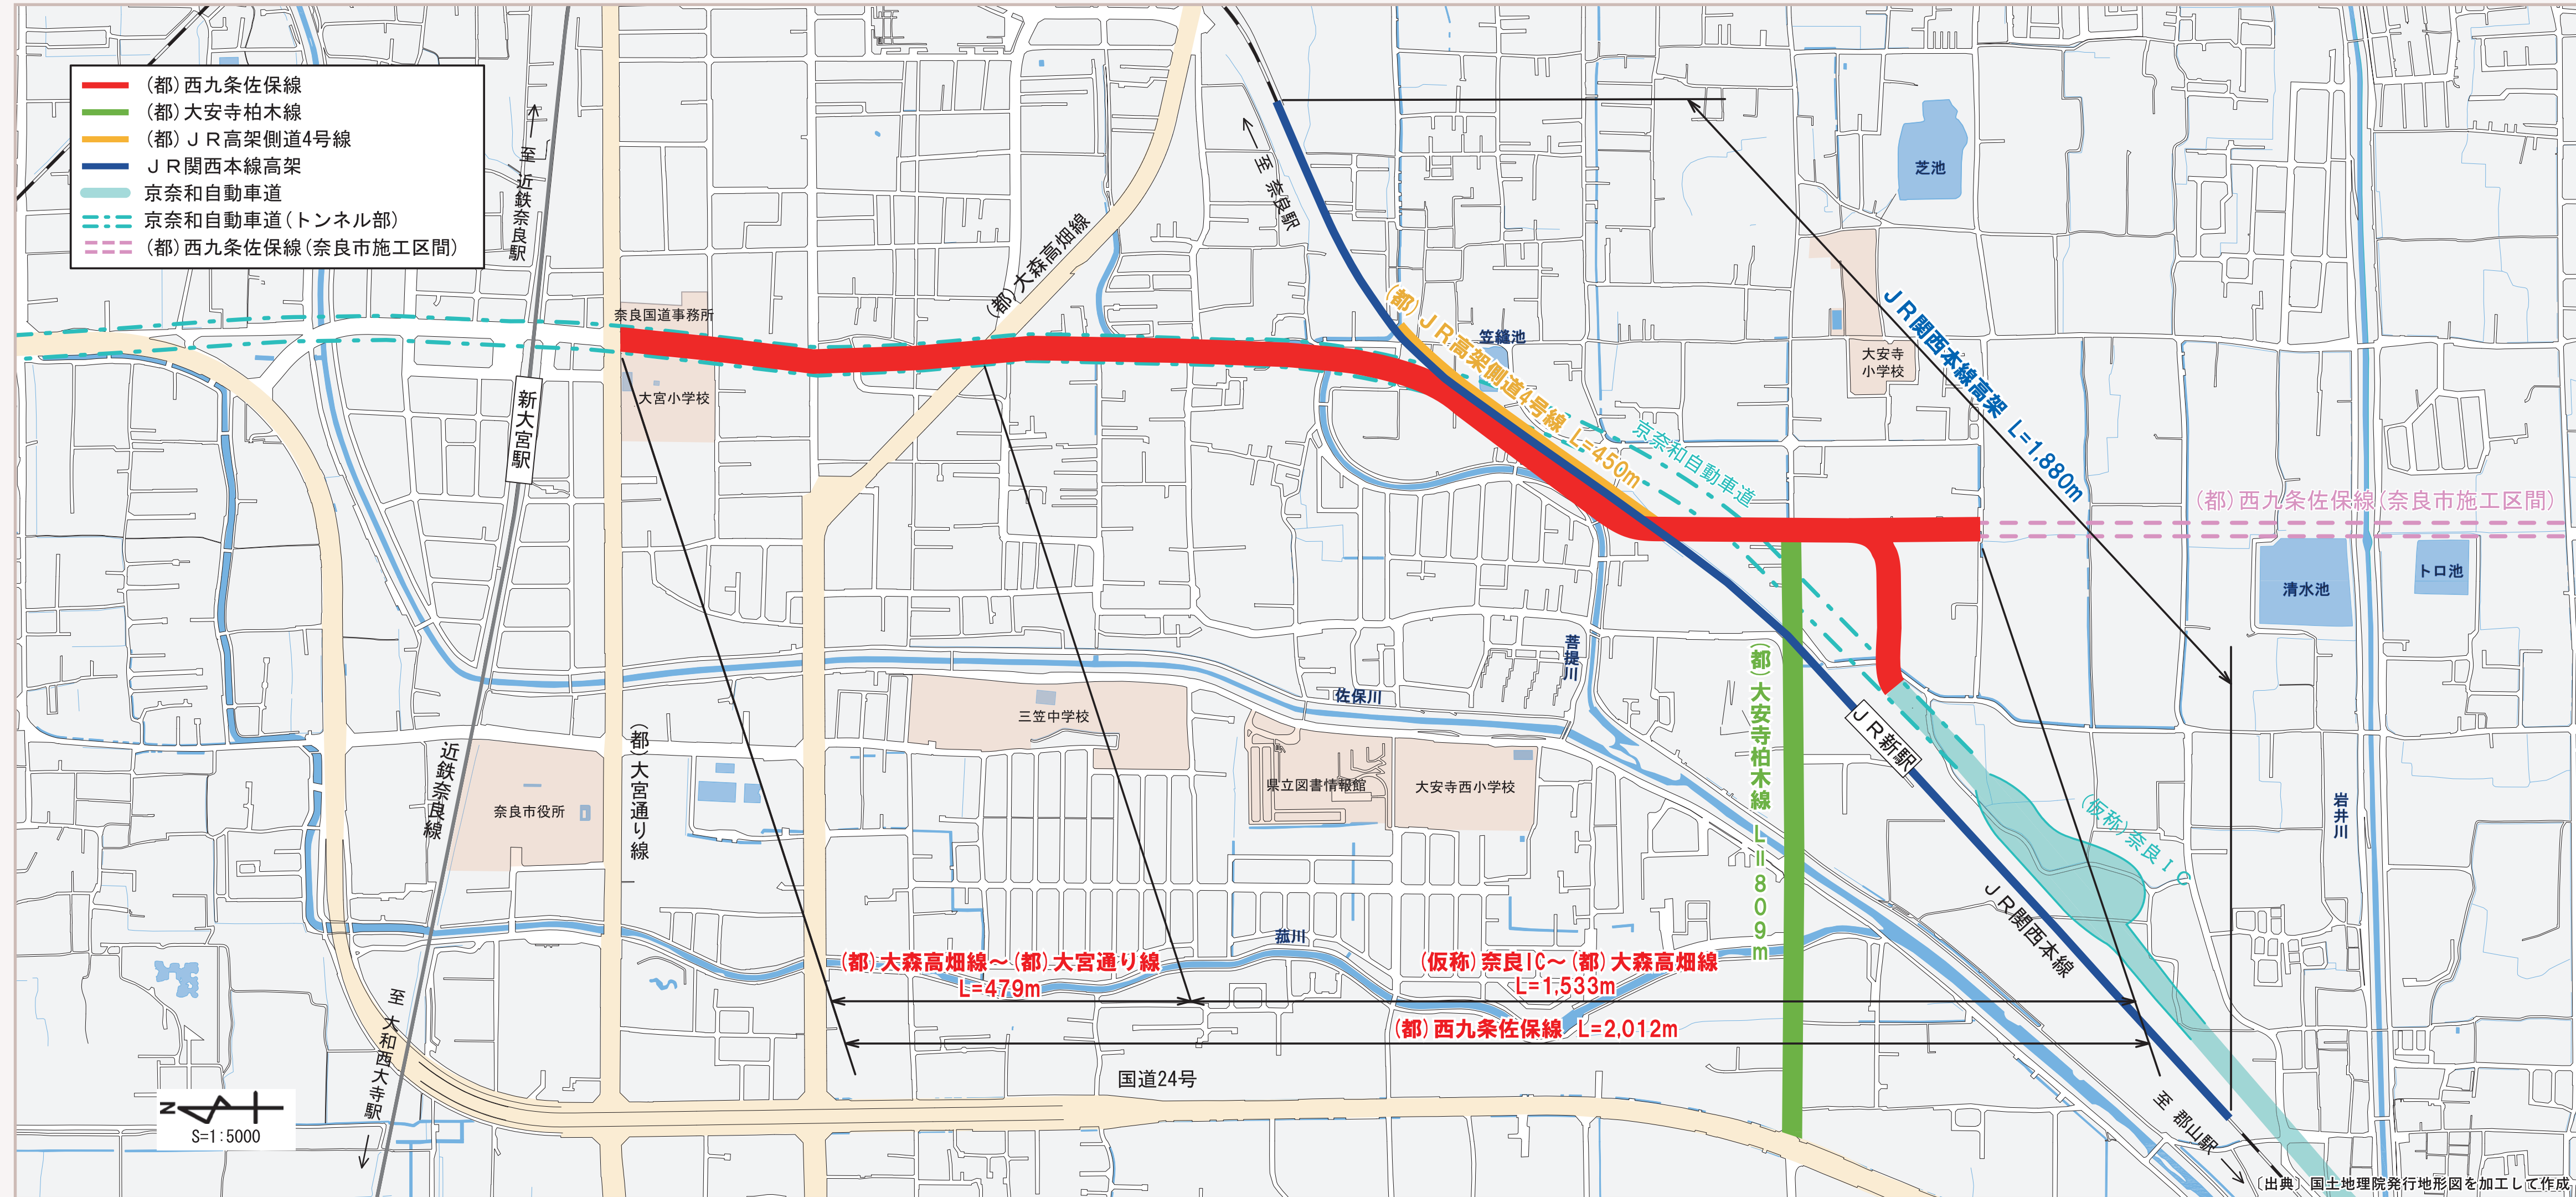 (都)西九条佐保線
(都)大安寺柏木線
(都)ＪＲ高架側道4号線
ＪＲ関西本線高架
京奈和自動車道
京奈和自動車道(トンネル部)
(都)西九条佐保線(奈良市施工区間)
至 近鉄奈良駅
至 奈良駅
(都)大森高畑線
奈良国道事務所
大宮小学校
新大宮駅
芝池
笠縫池
大安寺
小学校
(都)ＪＲ高架側道4号線 L=450m
京奈和自動車道
ＪＲ関西本線高架 L=1,880m
(都)西九条佐保線(奈良市施工区間)
清水池
トロ池
菩提川
佐保川
三笠中学校
県立図書情報館
大安寺西小学校
(都)大安寺柏木線 L=809m
ＪＲ新駅
(仮称)奈良ＩＣ
ＪＲ関西本線
岩井川
近鉄奈良線
奈良市役所
(都)大宮通り線
菰川
(都)大森高畑線～(都)大宮通り線
L=479m
(仮称)奈良IC～(都)大森高畑線
L=1,533m
(都)西九条佐保線 L=2,012m
国道24号
至 大和西大寺駅
至 郡山駅
N
S=1:5000
〔出典〕国土地理院発行地形図を加工して作成